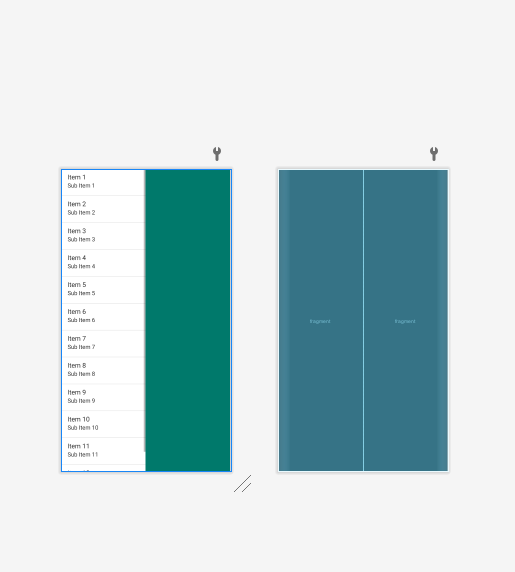 Item 1
Sub Item 1
Item 2
Sub Item 2
Item 3
Sub Item 3
Item 4
Sub Item 4
Item 5
Sub Item 5
Item 6
Sub Item 6
Item 7
Sub Item 7
Item 8
Sub Item 8
Item 9
Sub Item 9
Item 10
Sub Item 10
Item 11
Sub Item 11
fragment
fragment